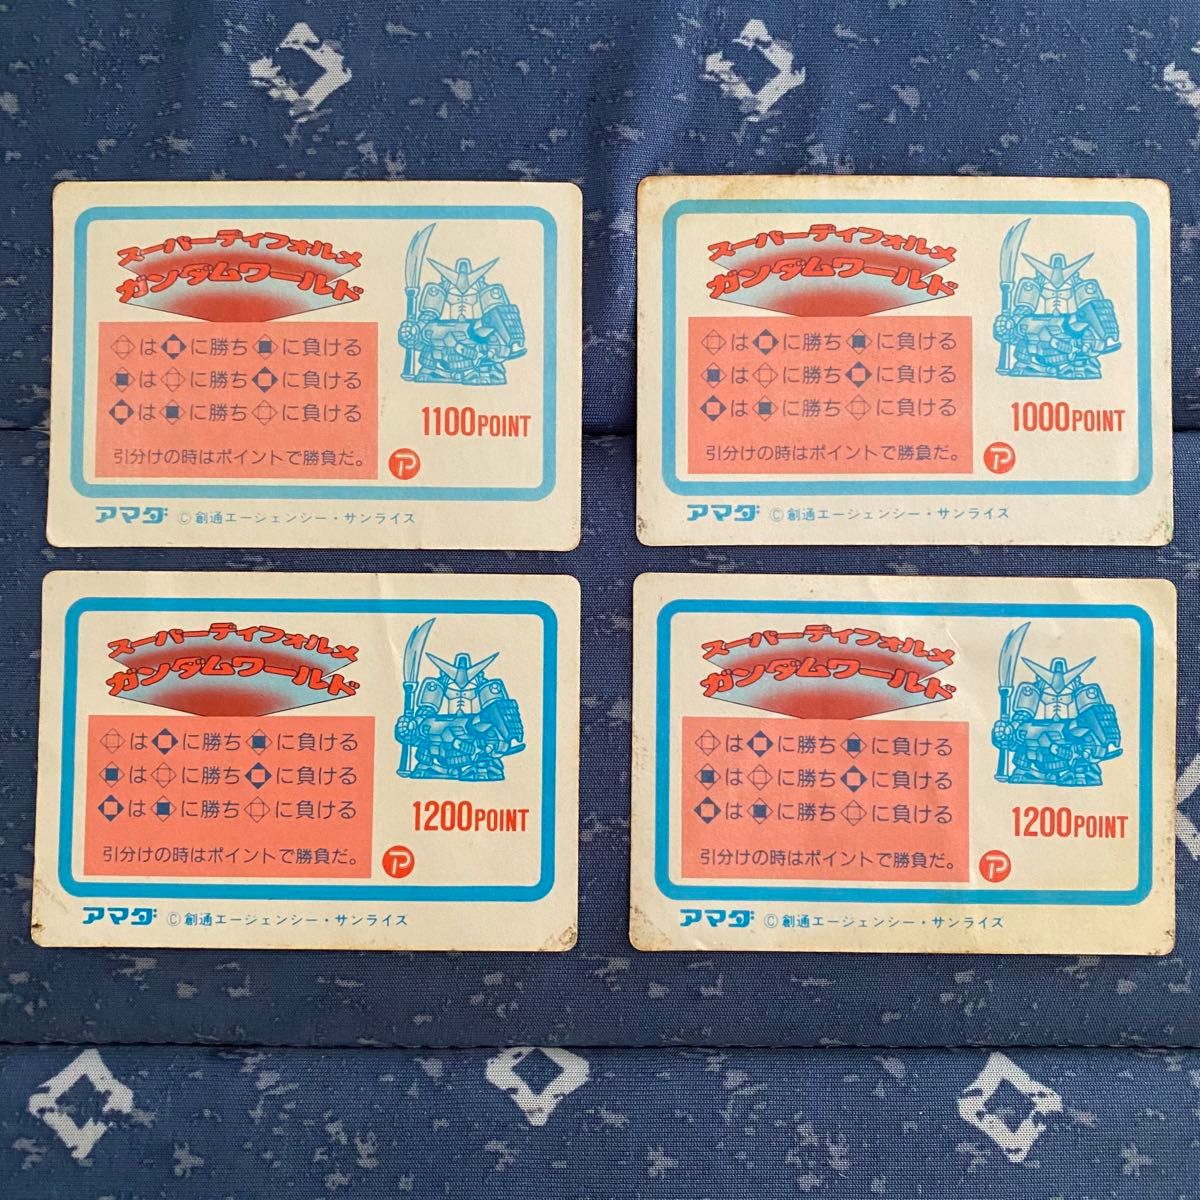 スーパーディフォルメ
ガンダムワールド
は に勝ち に負ける
は に勝ち に負ける
は に勝ち に負ける
引分けの時はポイントで勝負だ。
1100POINT
アマダ ©創通エージェンシー・サンライズ
スーパーディフォルメ
ガンダムワールド
は に勝ち に負ける
は に勝ち に負ける
は に勝ち に負ける
引分けの時はポイントで勝負だ。
1000POINT
アマダ ©創通エージェンシー・サンライズ
スーパーディフォルメ
ガンダムワールド
は に勝ち に負ける
は に勝ち に負ける
は に勝ち に負ける
引分けの時はポイントで勝負だ。
1200POINT
アマダ ©創通エージェンシー・サンライズ
スーパーディフォルメ
ガンダムワールド
は に勝ち に負ける
は に勝ち に負ける
は に勝ち に負ける
引分けの時はポイントで勝負だ。
1200POINT
アマダ ©創通エージェンシー・サンライズ